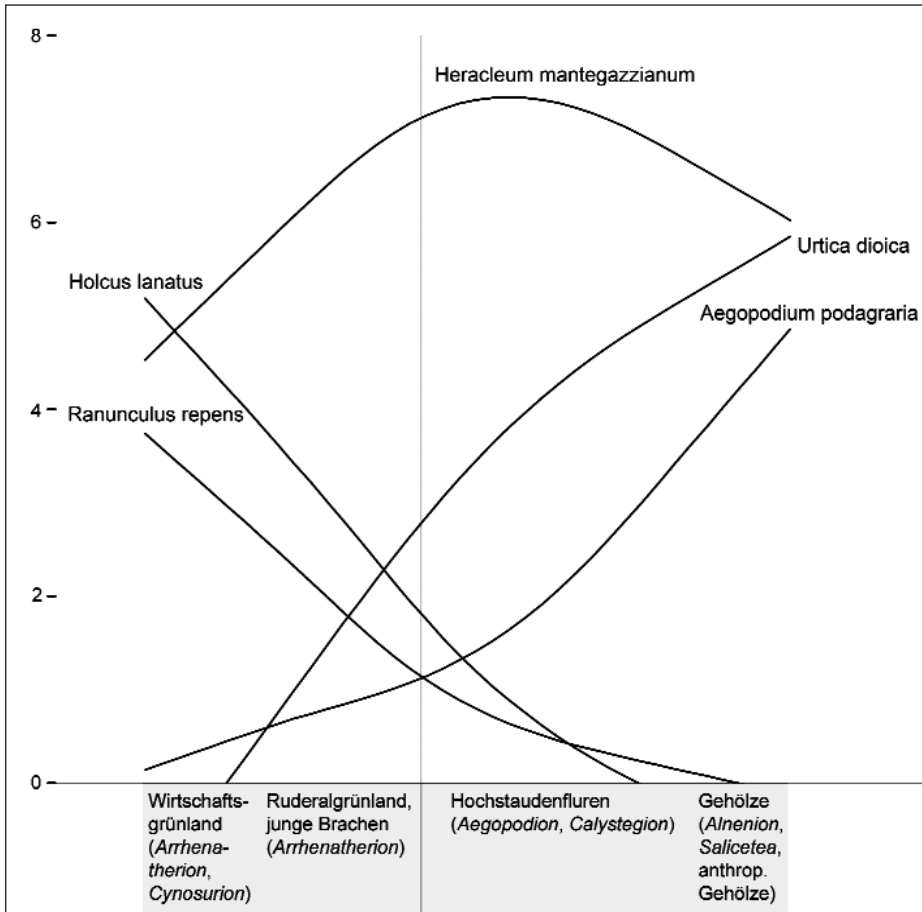 8
Heracleum mantegazzianum
6
Urtica dioica
Holcus lanatus
Aegopodium podagraria
4
Ranunculus repens
2
0
Wirtschafts-
grünland
(Arrhena-
therion,
Cynosurion)
Ruderalgrünland,
junge Brachen
(Arrhenatherion)
Hochstaudenfluren
(Aegopodion, Calystegion)
Gehölze
(Alnenion,
Salicetea,
anthrop.
Gehölze)